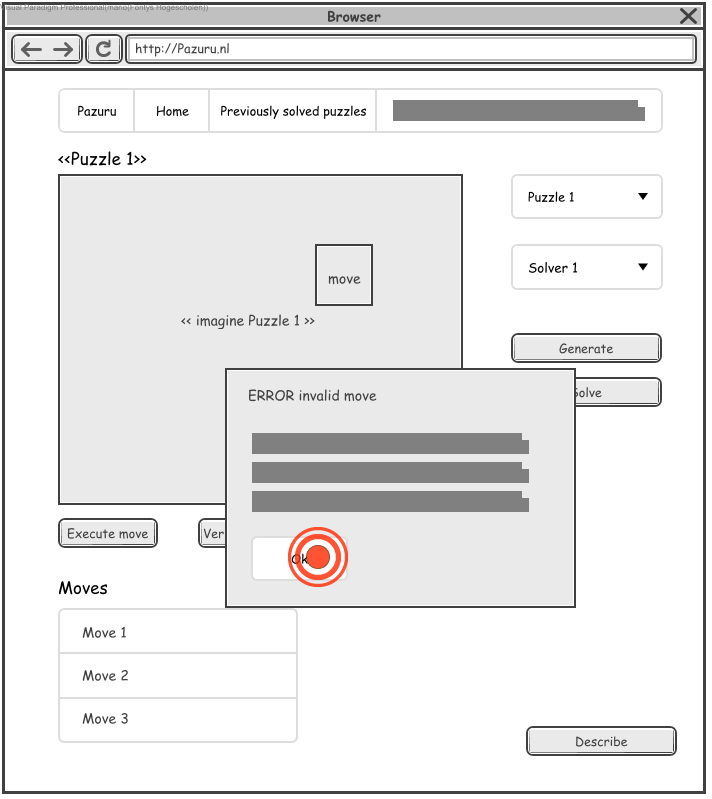 Visual Paradigm Professional(mano(Fontys Hogescholen))
Browser
http://Pazuru.nl
Pazuru Home Previously solved puzzles
<<Puzzle 1>>
Puzzle 1
move
Solver 1
<< imagine Puzzle 1 >>
Generate
ERROR invalid move
Solve
Execute move Ver
Ok
Moves
Move 1
Move 2
Move 3
Describe